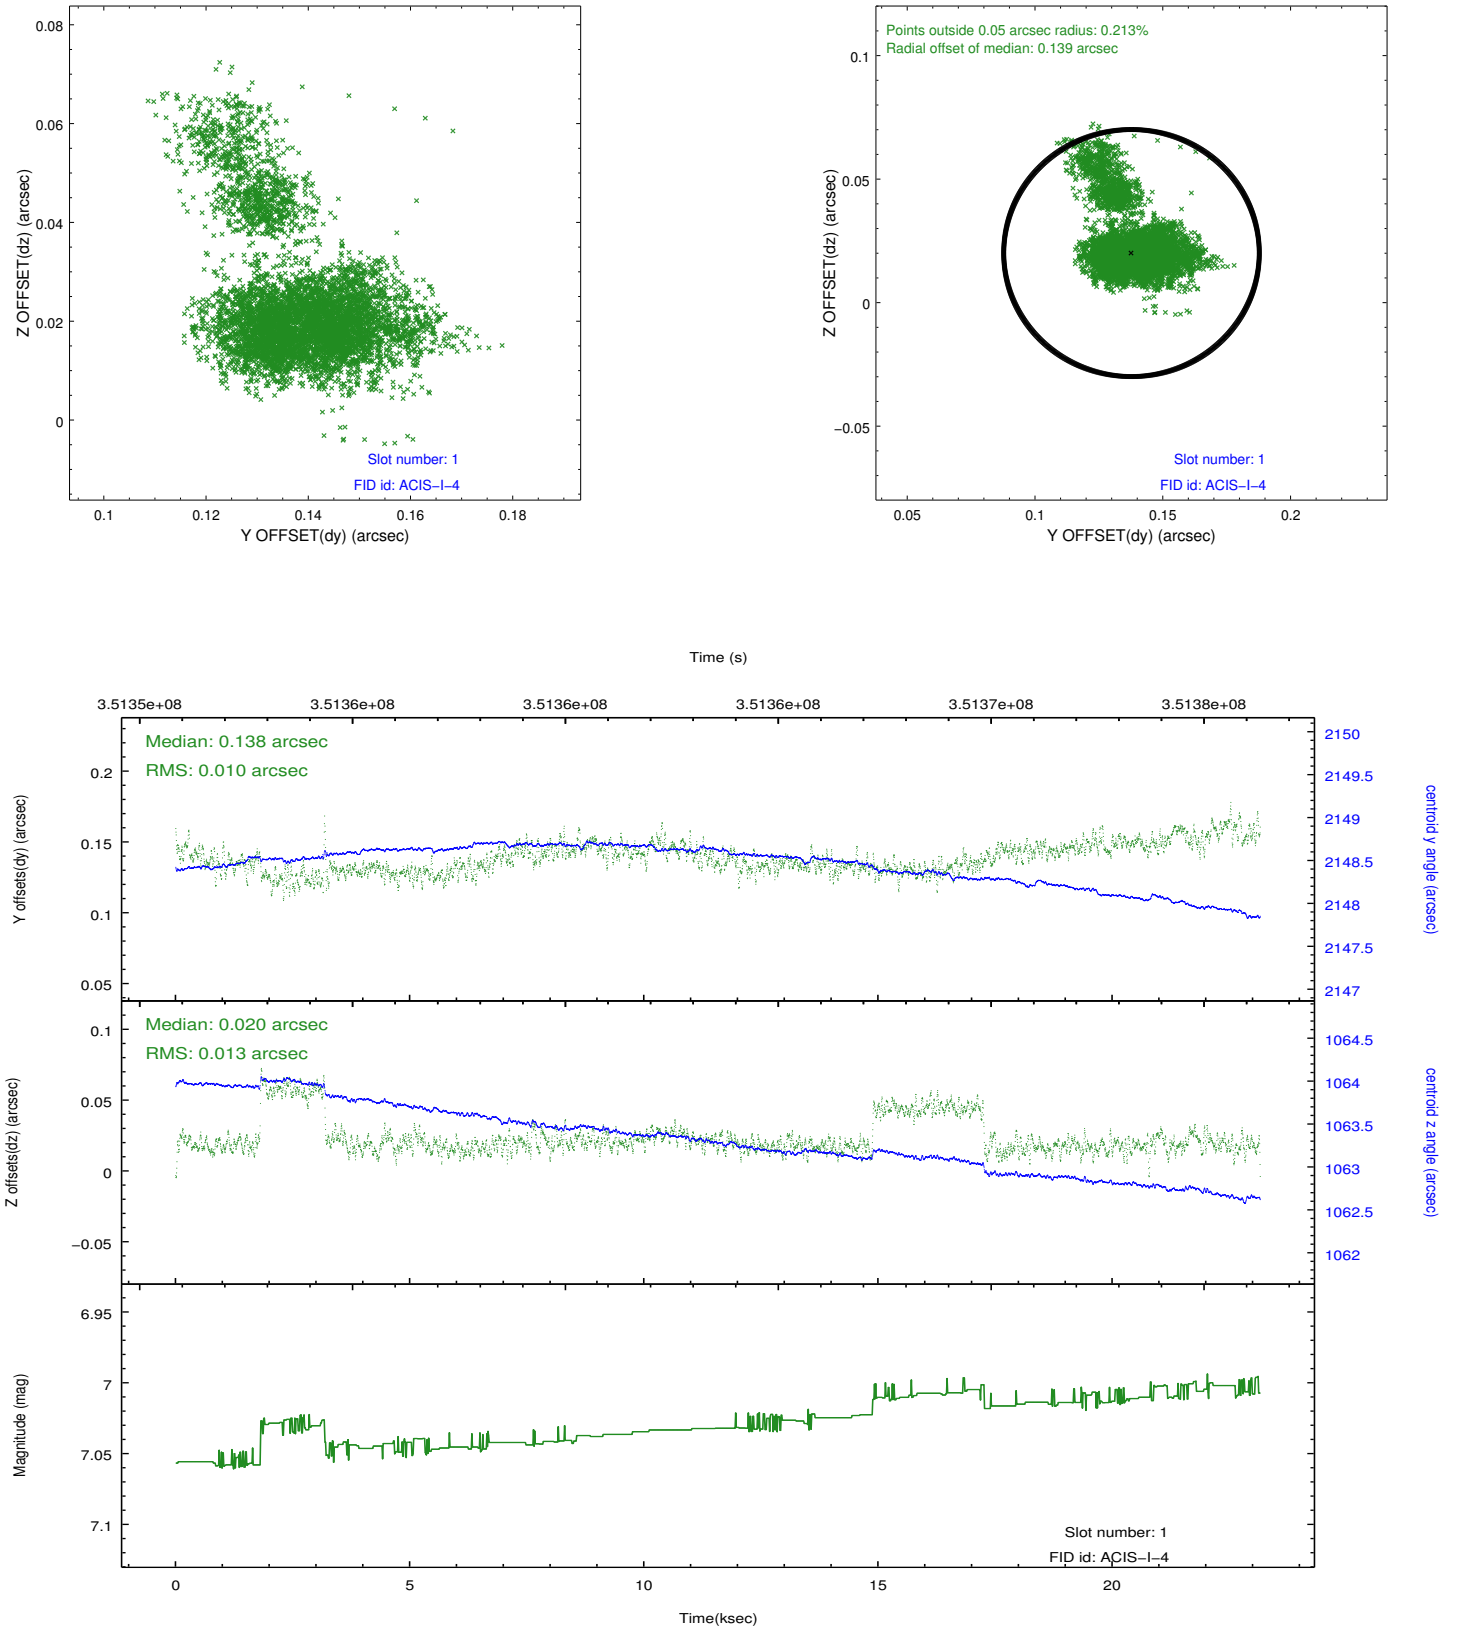 0.08
0.06
0.04
0.02
0
Z OFFSET(dz) (arcsec)
Slot number: 1
FID id: ACIS−I−4
0.1 0.12 0.14 0.16 0.18
Y OFFSET(dy) (arcsec)
Points outside 0.05 arcsec radius: 0.213%
Radial offset of median: 0.139 arcsec
0.1
0.05
0
−0.05
Z OFFSET(dz) (arcsec)
Slot number: 1
FID id: ACIS−I−4
0.05 0.1 0.15 0.2
Y OFFSET(dy) (arcsec)
Time (s)
3.5135e+08 3.5136e+08 3.5136e+08 3.5136e+08 3.5137e+08 3.5138e+08
Median: 0.138 arcsec
RMS: 0.010 arcsec
0.2
0.15
0.1
0.05
Y offsets(dy) (arcsec)
2150
2149.5
2149
2148.5
2148
2147.5
2147
centroid y angle (arcsec)
Median: 0.020 arcsec
RMS: 0.013 arcsec
0.1
0.05
0
−0.05
Z offsets(dz) (arcsec)
1064.5
1064
1063.5
1063
1062.5
1062
centroid z angle (arcsec)
6.95
7
7.05
7.1
Magnitude (mag)
Slot number: 1
FID id: ACIS−I−4
0 5 10 15 20
Time(ksec)